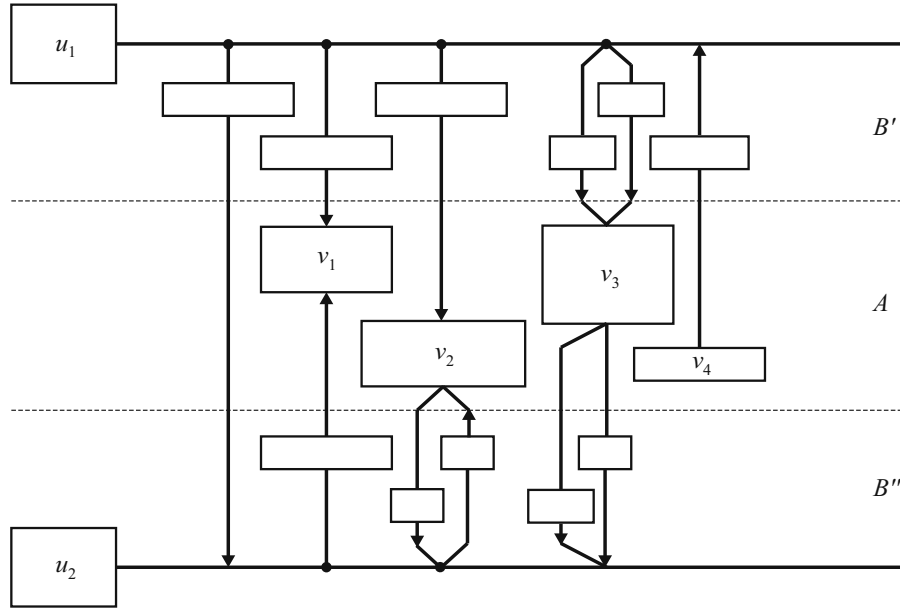 u₁
B′
v₁
v₃
A
v₂
v₄
B″
u₂